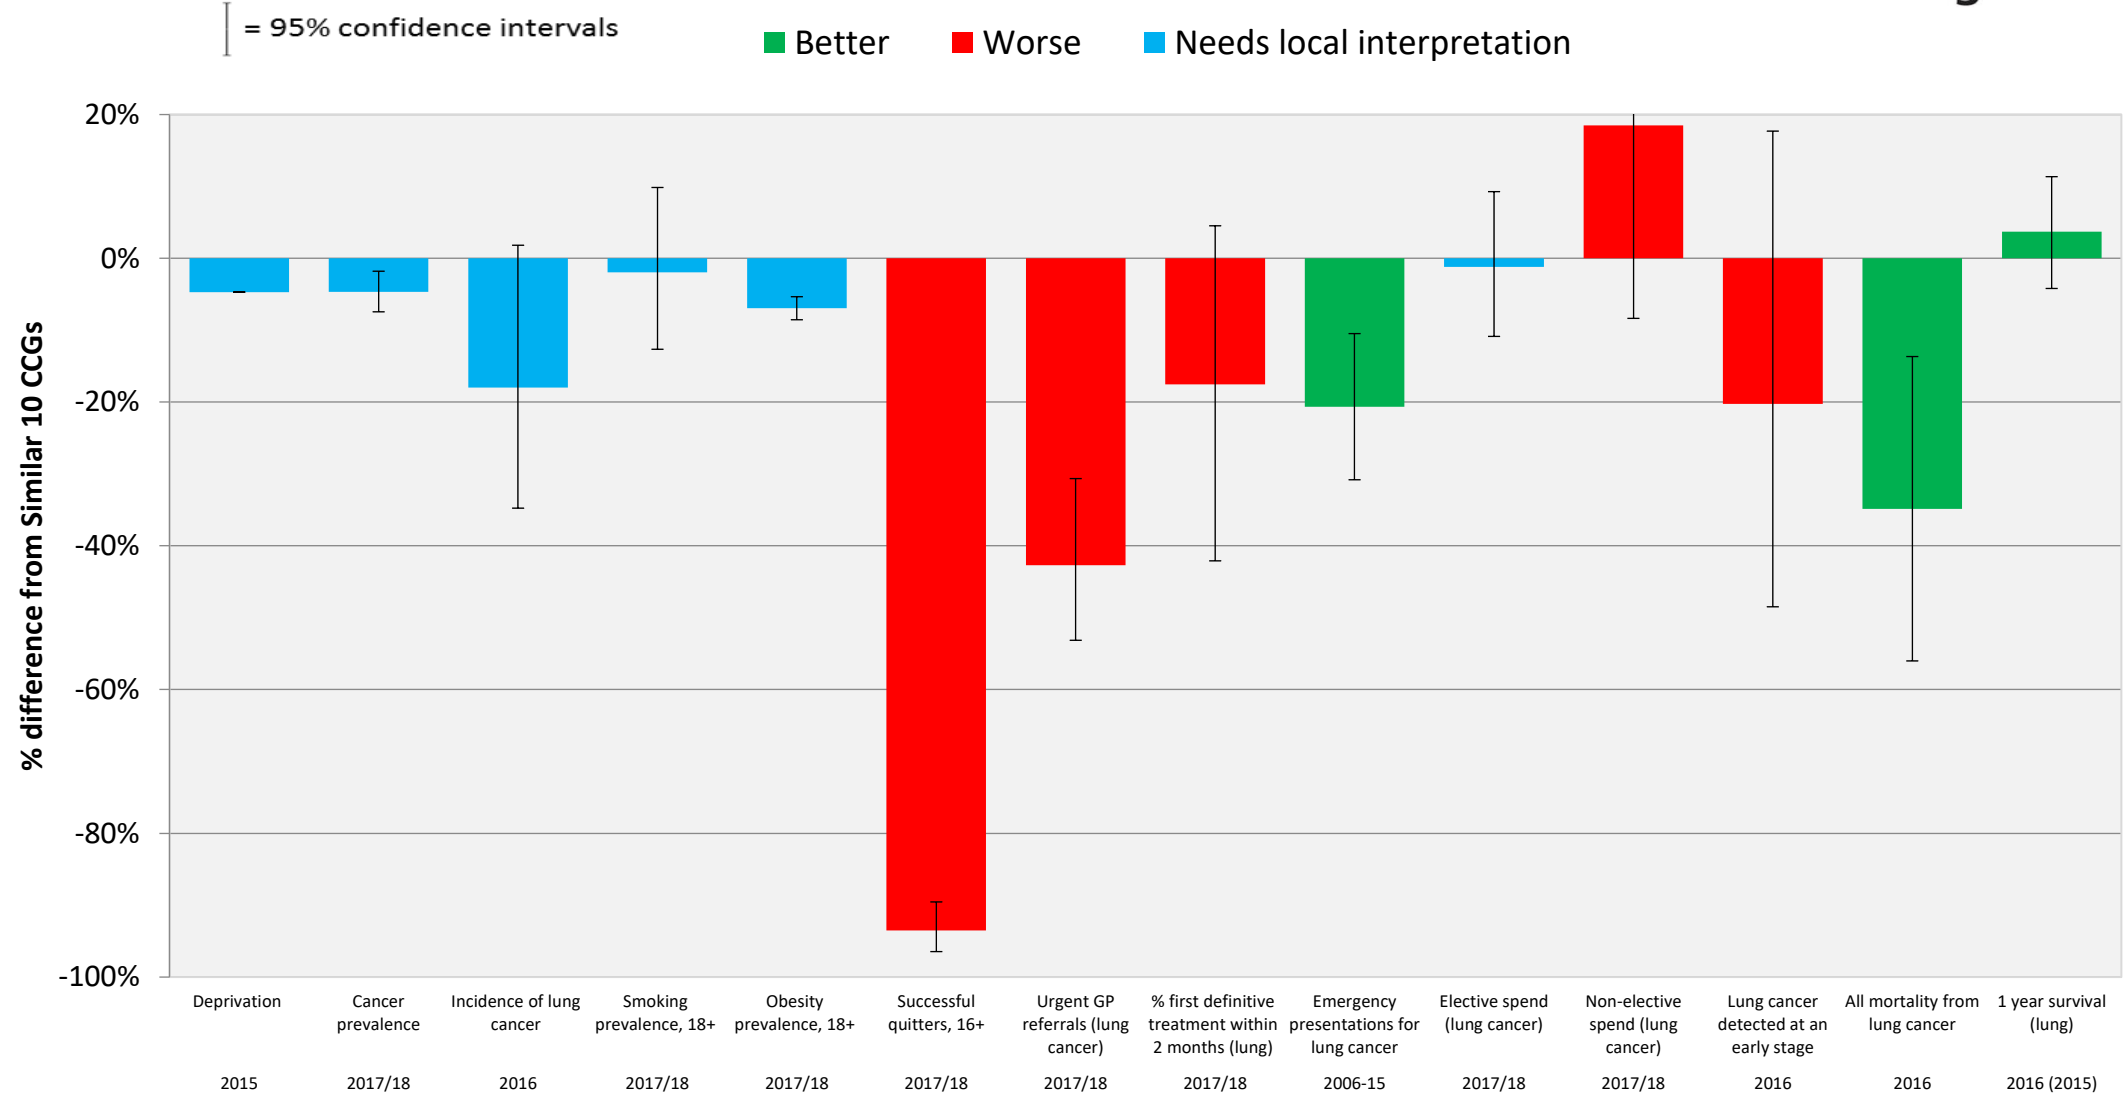 = 95% confidence intervals
Better
Worse
Needs local interpretation
% difference from Similar 10 CCGs
20%
0%
-20%
-40%
-60%
-80%
-100%
Deprivation
2015
Cancer
prevalence
2017/18
Incidence of lung
cancer
2016
Smoking
prevalence, 18+
2017/18
Obesity
prevalence, 18+
2017/18
Successful
quitters, 16+
2017/18
Urgent GP
referrals (lung
cancer)
2017/18
% first definitive
treatment within
2 months (lung)
2017/18
Emergency
presentations for
lung cancer
2006-15
Elective spend
(lung cancer)
2017/18
Non-elective
spend (lung
cancer)
2017/18
Lung cancer
detected at an
early stage
2016
All mortality from
lung cancer
2016
1 year survival
(lung)
2016 (2015)